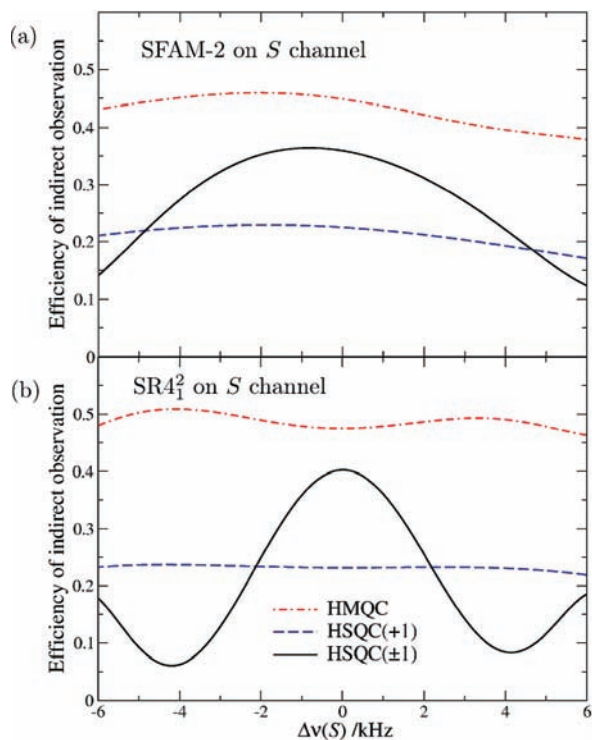 (a)
SFAM-2 on S channel
Efficiency of indirect observation
0.5
0.4
0.3
0.2
0.1
0
(b)
SR4₁² on S channel
Efficiency of indirect observation
0.5
0.4
0.3
0.2
0.1
0
HMQC
HSQC(+1)
HSQC(±1)
-6 -4 -2 0 2 4 6
Δν(S) /kHz